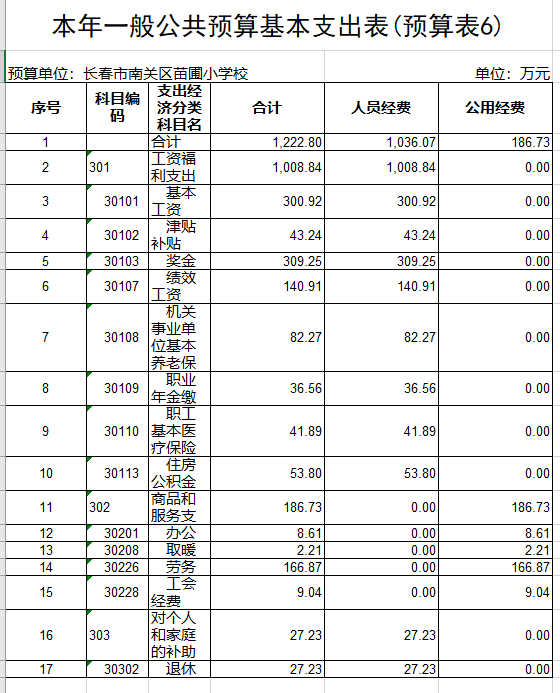 本年一般公共预算基本支出表(预算表6)
预算单位：长春市南关区苗圃小学校 单位：万元
序号 科目编码 支出经济分类科目名 合计 人员经费 公用经费
1 合计 1,222.80 1,036.07 186.73
2 301 工资福利支出 1,008.84 1,008.84 0.00
3 30101 基本工资 300.92 300.92 0.00
4 30102 津贴补贴 43.24 43.24 0.00
5 30103 奖金 309.25 309.25 0.00
6 30107 绩效工资 140.91 140.91 0.00
7 30108 机关事业单位基本养老保 82.27 82.27 0.00
8 30109 职业年金缴 36.56 36.56 0.00
9 30110 职工基本医疗保险 41.89 41.89 0.00
10 30113 住房公积金 53.80 53.80 0.00
11 302 商品和服务支 186.73 0.00 186.73
12 30201 办公 8.61 0.00 8.61
13 30208 取暖 2.21 0.00 2.21
14 30226 劳务 166.87 0.00 166.87
15 30228 工会经费 9.04 0.00 9.04
16 303 对个人和家庭的补助 27.23 27.23 0.00
17 30302 退休 27.23 27.23 0.00